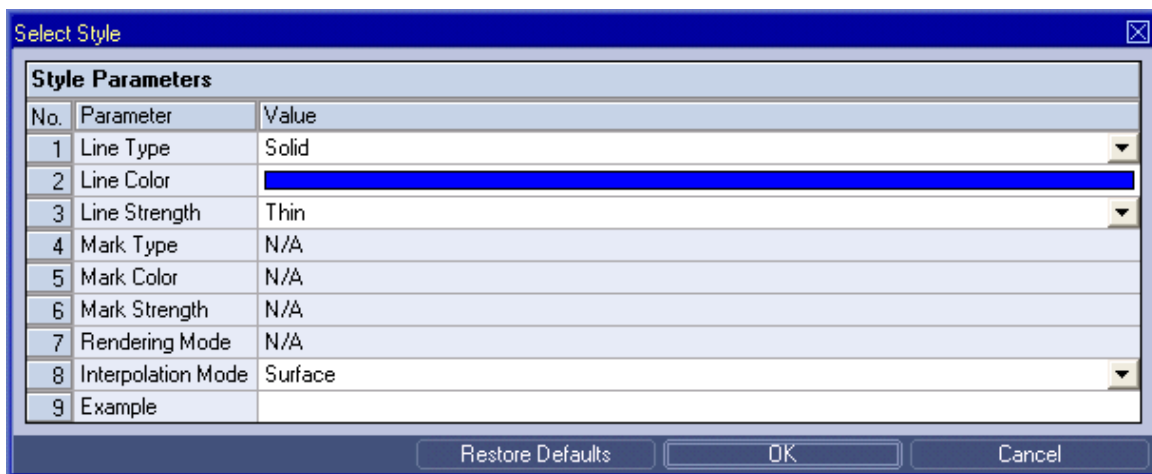 Select Style
Style Parameters
No. Parameter Value
1 Line Type Solid
2 Line Color
3 Line Strength Thin
4 Mark Type N/A
5 Mark Color N/A
6 Mark Strength N/A
7 Rendering Mode N/A
8 Interpolation Mode Surface
9 Example
Restore Defaults OK Cancel